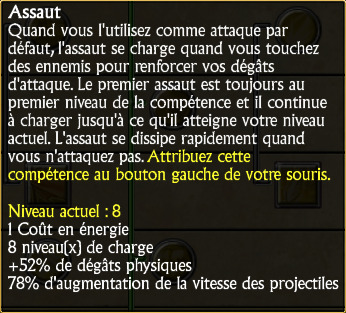 Assaut
Quand vous l'utilisez comme attaque par
défaut, l'assaut se charge quand vous touchez
des ennemis pour renforcer vos dégâts
d'attaque. Le premier assaut est toujours au
premier niveau de la compétence et il continue
à charger jusqu'à ce qu'il atteigne votre niveau
actuel. L'assaut se dissipe rapidement quand
vous n'attaquez pas. Attribuez cette
compétence au bouton gauche de votre souris.
Niveau actuel : 8
1 Coût en énergie
8 niveau(x) de charge
+52% de dégâts physiques
78% d'augmentation de la vitesse des projectiles